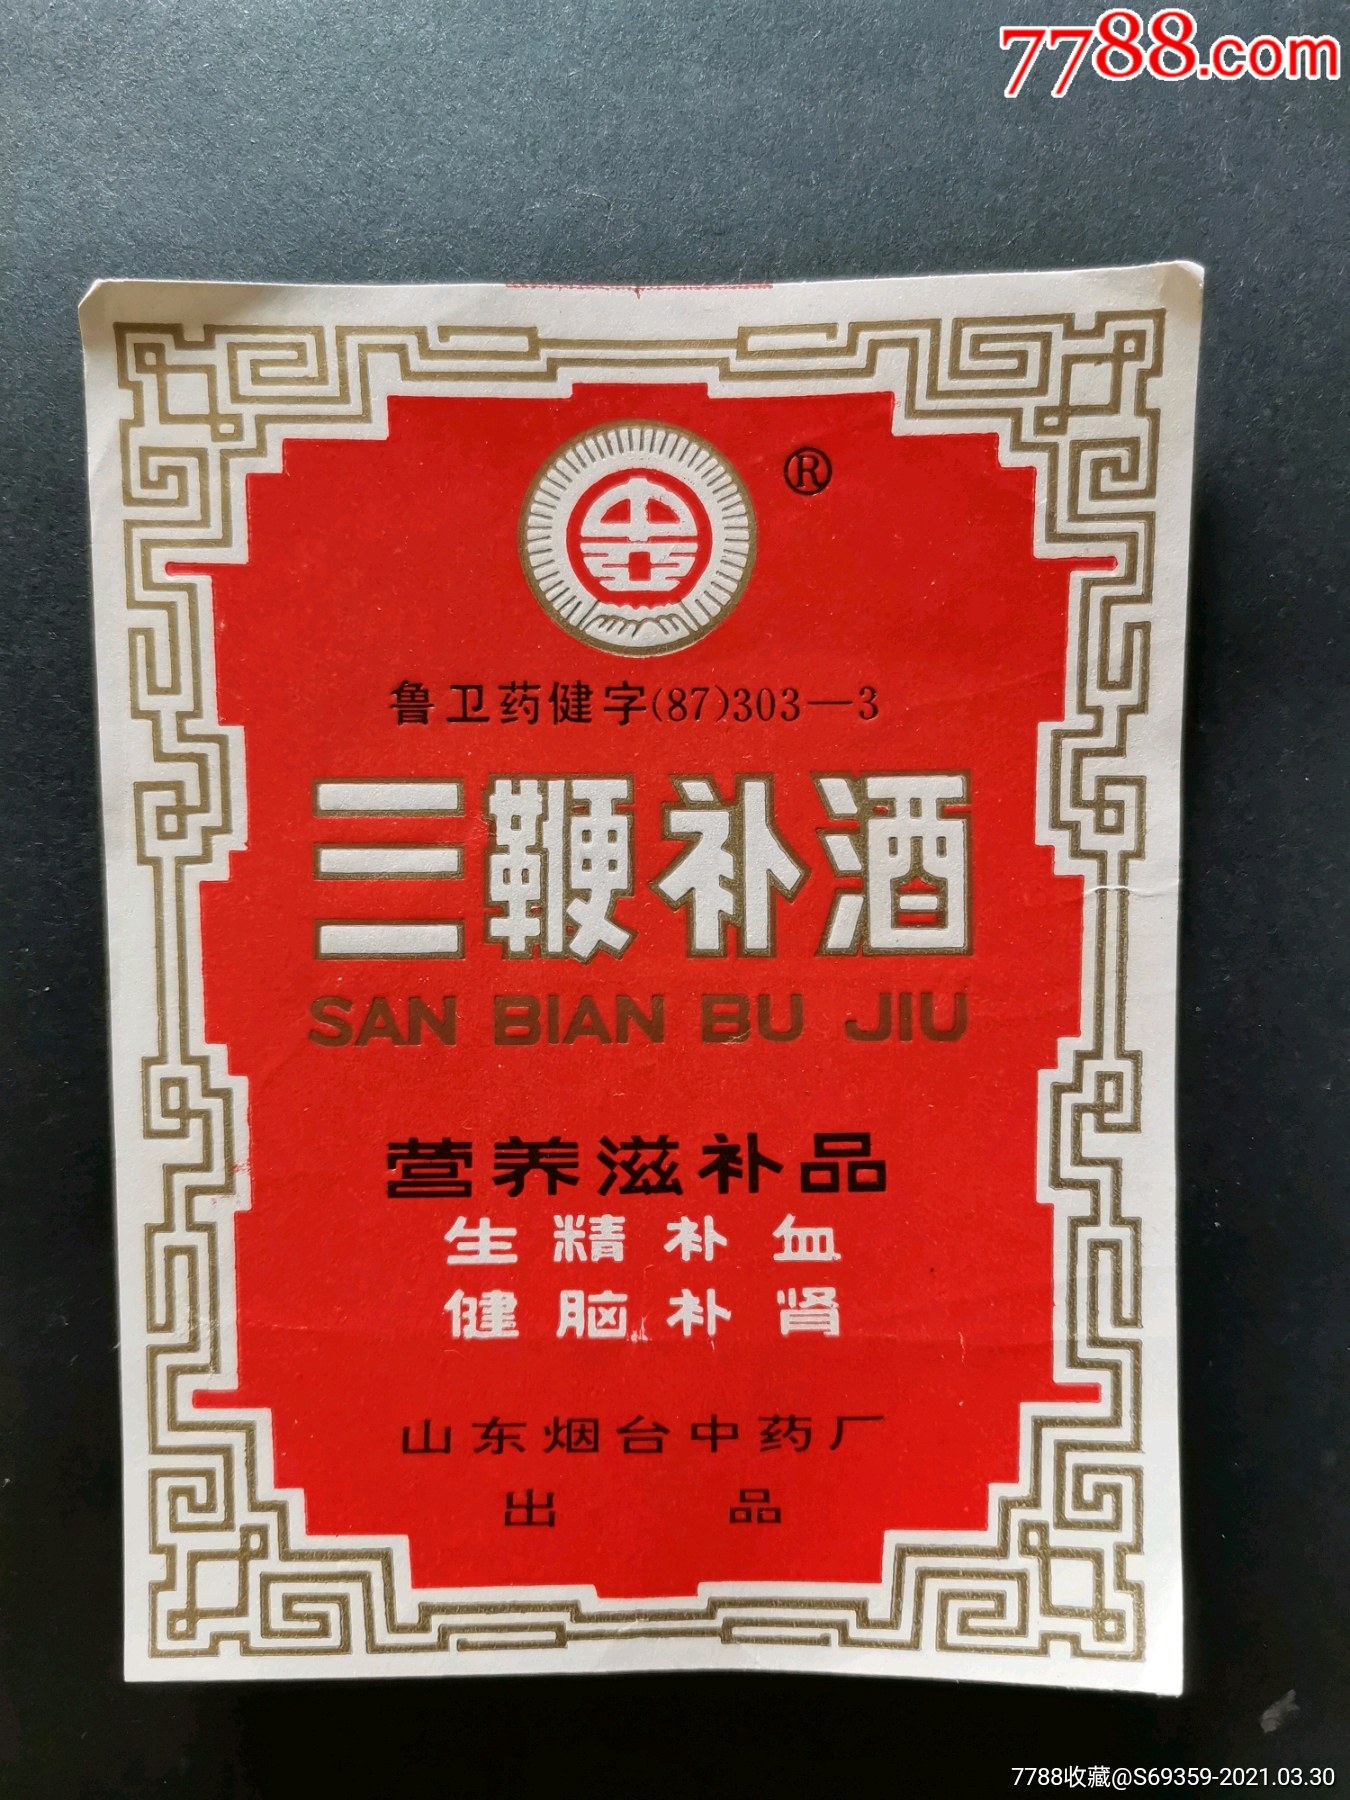 7788.com
®
鲁卫药健字(87)303—3
三鞭补酒
SAN BIAN BU JIU
营养滋补品
生精补血
健脑补肾
山东烟台中药厂
出品
7788收藏@S69359-2021.03.30